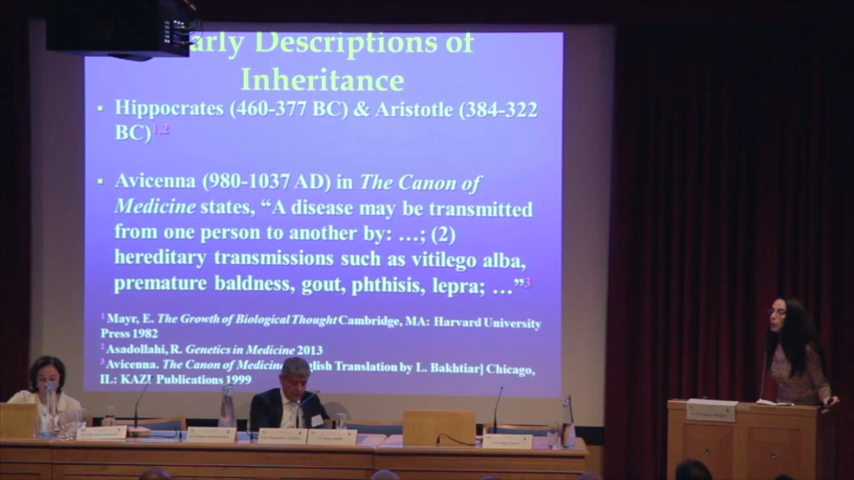 arly Descriptions of
Inheritance
▪ Hippocrates (460-377 BC) & Aristotle (384-322
BC)1,2
▪ Avicenna (980-1037 AD) in The Canon of
Medicine states, “A disease may be transmitted
from one person to another by: …; (2)
hereditary transmissions such as vitilego alba,
premature baldness, gout, phthisis, lepra; …”3
1 Mayr, E. The Growth of Biological Thought Cambridge, MA: Harvard University
Press 1982
2 Asadollahi, R. Genetics in Medicine 2013
3 Avicenna. The Canon of Medicine glish Translation by L. Bakhtiar] Chicago,
IL: KAZI Publications 1999